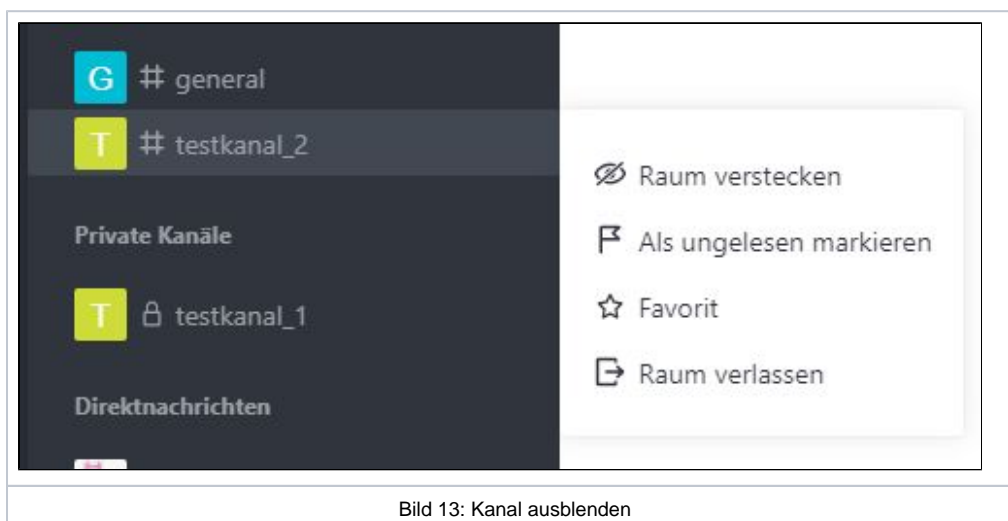 G # general
T # testkanal_2
Raum verstecken
Private Kanäle
Als ungelesen markieren
T testkanal_1
Favorit
Raum verlassen
Direktnachrichten
Bild 13: Kanal ausblenden